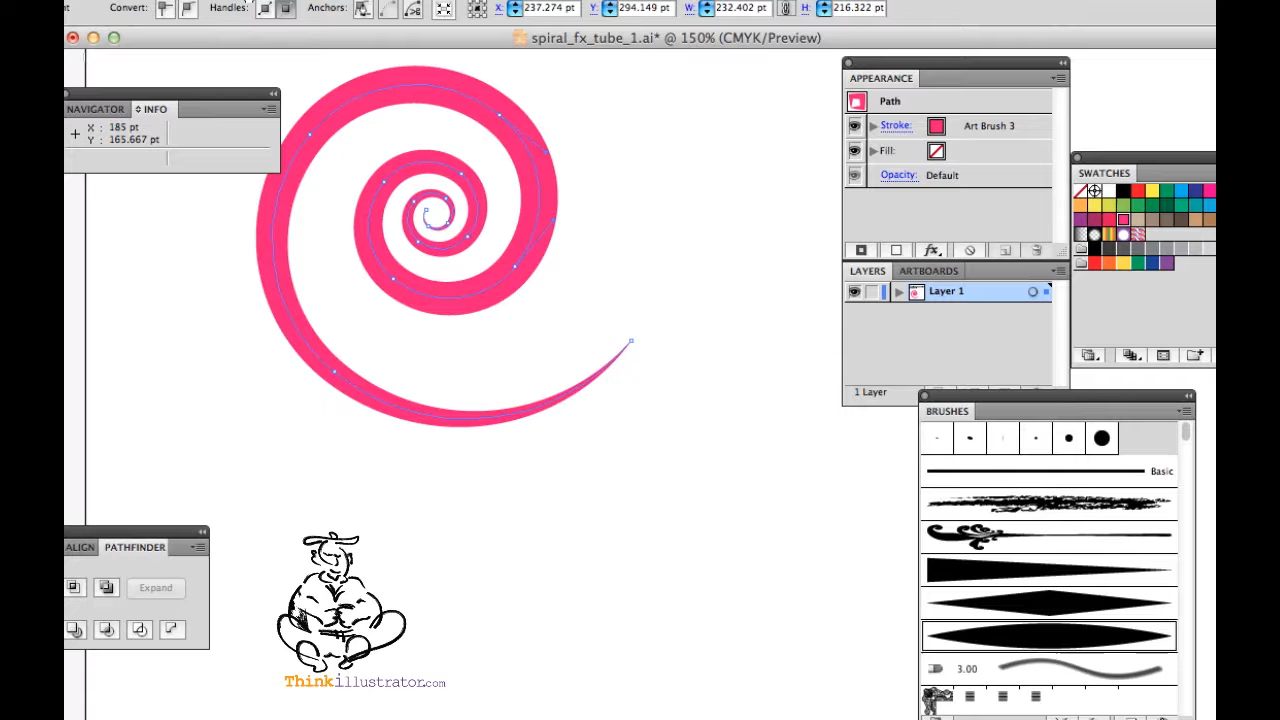 Convert:
Handles:
Anchors:
X: 237.274 pt
Y: 294.149 pt
W: 232.402 pt
H: 216.322 pt
spiral_fx_tube_1.ai* @ 150% (CMYK/Preview)
NAVIGATOR
INFO
X : 185 pt
Y : 165.667 pt
APPEARANCE
Path
Stroke: Art Brush 3
Fill:
Opacity: Default
SWATCHES
LAYERS
ARTBOARDS
Layer 1
1 Layer
BRUSHES
Basic
3.00
ALIGN
PATHFINDER
Expand
Thinkillustrator.com